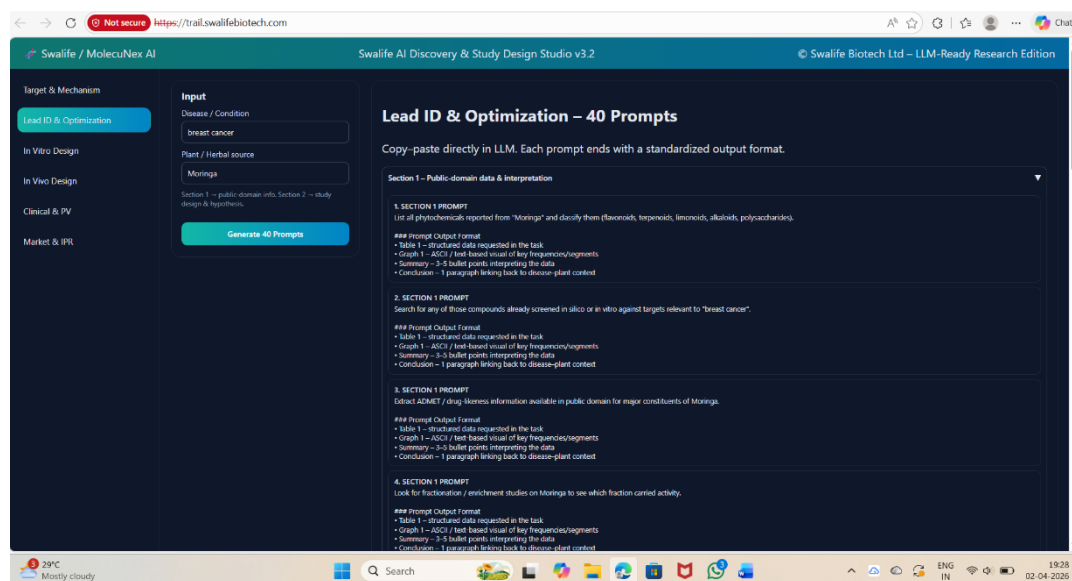 Not secure https://trail.swalifebiotech.com
Chat
Swalife / MolecuNex AI
Swalife AI Discovery & Study Design Studio v3.2
© Swalife Biotech Ltd – LLM-Ready Research Edition
Target & Mechanism
Lead ID & Optimization
In Vitro Design
In Vivo Design
Clinical & PV
Market & IPR
Input
Disease / Condition
breast cancer
Plant / Herbal source
Moringa
Section 1 → public-domain info. Section 2 → study
design & hypothesis.
Generate 40 Prompts
Lead ID & Optimization – 40 Prompts
Copy–paste directly in LLM. Each prompt ends with a standardized output format.
Section 1 – Public-domain data & interpretation
1. SECTION 1 PROMPT
List all phytochemicals reported from "Moringa" and classify them (flavonoids, terpenoids, limonoids, alkaloids, polysaccharides).
### Prompt Output Format
• Table 1 – structured data requested in the task
• Graph 1 – ASCII / text-based visual of key frequencies/segments
• Summary – 3–5 bullet points interpreting the data
• Conclusion – 1 paragraph linking back to disease–plant context
2. SECTION 1 PROMPT
Search for any of those compounds already screened in silico or in vitro against targets relevant to "breast cancer".
### Prompt Output Format
• Table 1 – structured data requested in the task
• Graph 1 – ASCII / text-based visual of key frequencies/segments
• Summary – 3–5 bullet points interpreting the data
• Conclusion – 1 paragraph linking back to disease–plant context
3. SECTION 1 PROMPT
Extract ADMET / drug-likeness information available in public domain for major constituents of Moringa.
### Prompt Output Format
• Table 1 – structured data requested in the task
• Graph 1 – ASCII / text-based visual of key frequencies/segments
• Summary – 3–5 bullet points interpreting the data
• Conclusion – 1 paragraph linking back to disease–plant context
4. SECTION 1 PROMPT
Look for fractionation / enrichment studies on Moringa to see which fraction carried activity.
### Prompt Output Format
• Table 1 – structured data requested in the task
• Graph 1 – ASCII / text-based visual of key frequencies/segments
• Summary – 3–5 bullet points interpreting the data
• Conclusion – 1 paragraph linking back to disease–plant context
29°C
Mostly cloudy
Search
ENG
IN
19:28
02-04-2026